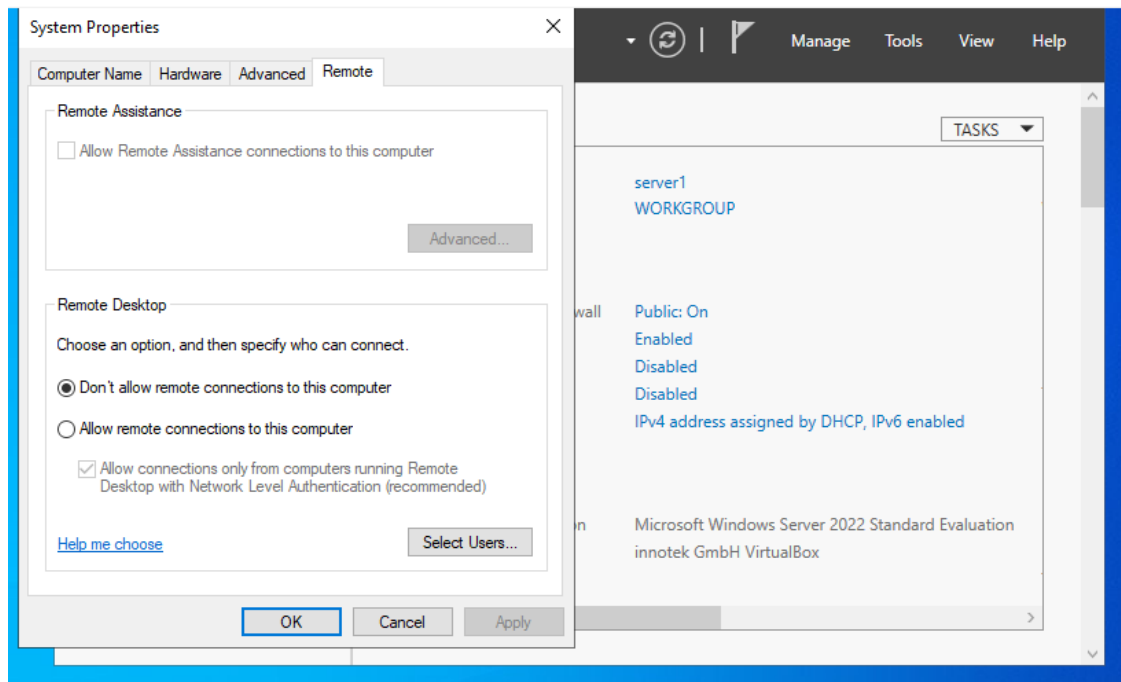 System Properties
Computer Name Hardware Advanced Remote
Remote Assistance
Allow Remote Assistance connections to this computer
Advanced...
Remote Desktop
Choose an option, and then specify who can connect.
Don't allow remote connections to this computer
Allow remote connections to this computer
Allow connections only from computers running Remote
Desktop with Network Level Authentication (recommended)
Help me choose
Select Users...
OK Cancel Apply
Manage Tools View Help
TASKS
server1
WORKGROUP
wall Public: On
Enabled
Disabled
Disabled
IPv4 address assigned by DHCP, IPv6 enabled
on Microsoft Windows Server 2022 Standard Evaluation
innotek GmbH VirtualBox